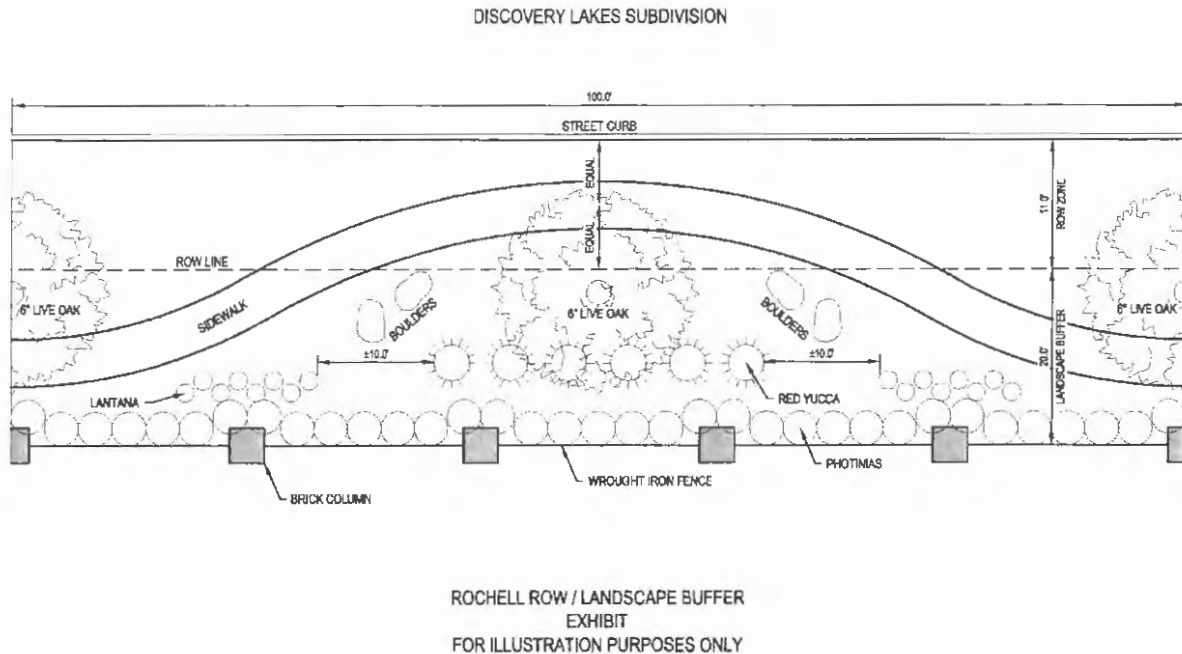 DISCOVERY LAKES SUBDIVISION
100.0'
STREET CURB
EQUAL
EQUAL
11.0'
ROW ZONE
ROW LINE
6" LIVE OAK
SIDEWALK
BOULDERS
6" LIVE OAK
BOULDERS
6" LIVE OAK
±10.0'
±10.0'
20.0'
LANDSCAPE BUFFER
LANTANA
RED YUCCA
PHOTINIAS
WROUGHT IRON FENCE
BRICK COLUMN
ROCHELL ROW / LANDSCAPE BUFFER
EXHIBIT
FOR ILLUSTRATION PURPOSES ONLY